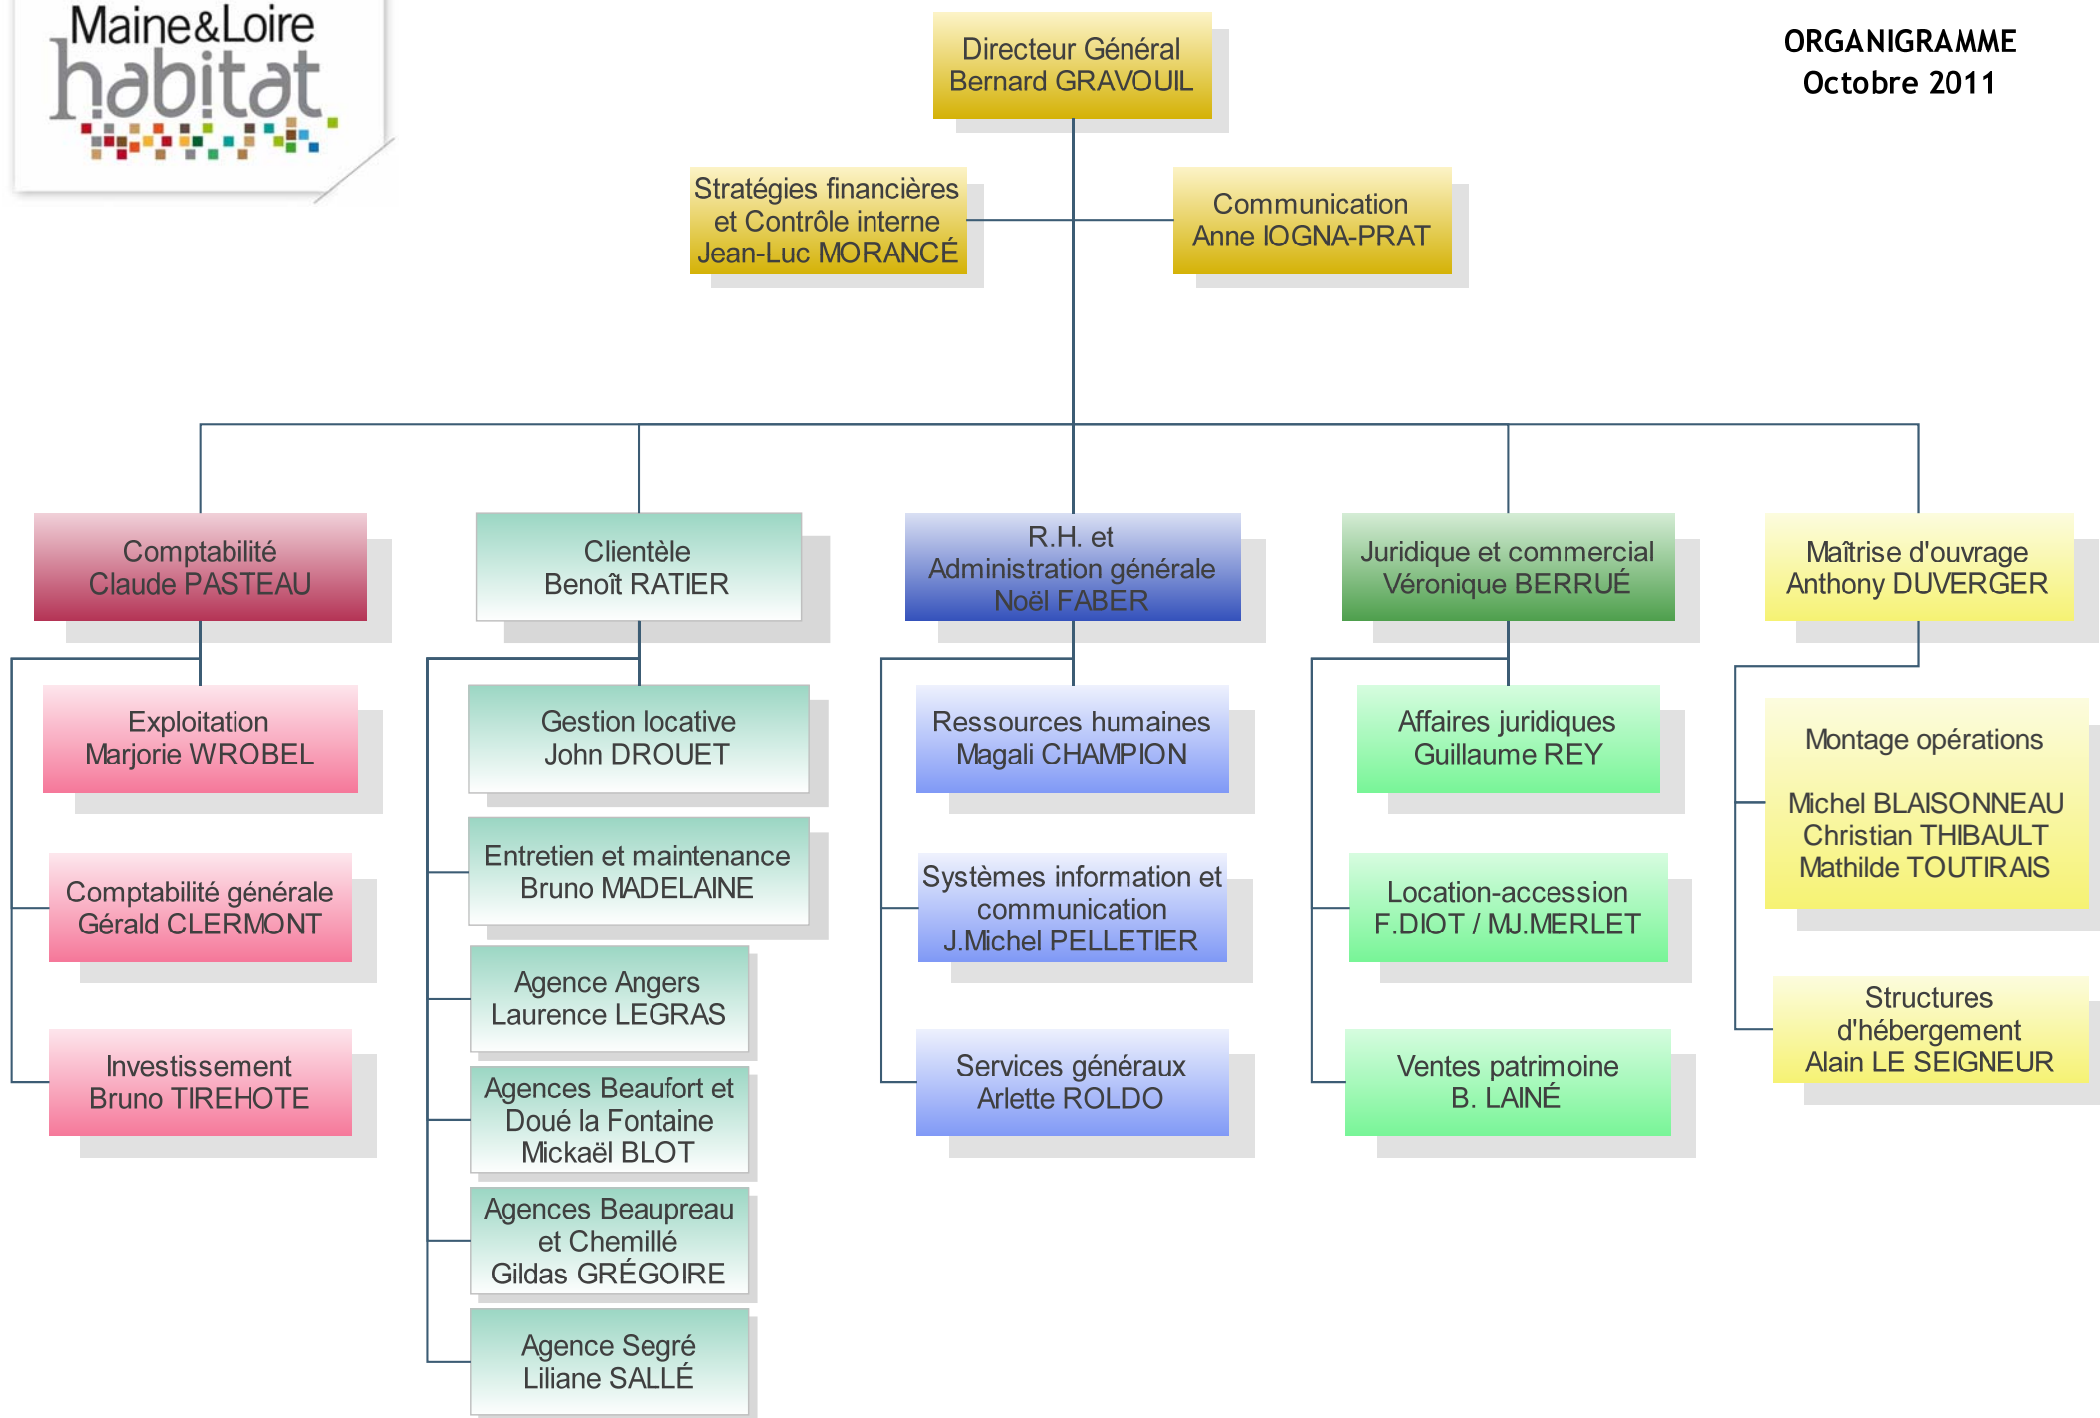 Maine&Loire
habitat
ORGANIGRAMME
Octobre 2011
Directeur Général
Bernard GRAVOUIL
Stratégies financières
et Contrôle interne
Jean-Luc MORANCÉ
Communication
Anne IOGNA-PRAT
Comptabilité
Claude PASTEAU
Exploitation
Marjorie WROBEL
Comptabilité générale
Gérald CLERMONT
Investissement
Bruno TIREHOTE
Clientèle
Benoît RATIER
Gestion locative
John DROUET
Entretien et maintenance
Bruno MADELAINE
Agence Angers
Laurence LEGRAS
Agences Beaufort et
Doué la Fontaine
Mickaël BLOT
Agences Beaupreau
et Chemillé
Gildas GRÉGOIRE
Agence Segré
Liliane SALLÉ
R.H. et
Administration générale
Noël FABER
Ressources humaines
Magali CHAMPION
Systèmes information et
communication
J.Michel PELLETIER
Services généraux
Arlette ROLDO
Juridique et commercial
Véronique BERRUÉ
Affaires juridiques
Guillaume REY
Location-accession
F.DIOT / MJ.MERLET
Ventes patrimoine
B. LAINÉ
Maîtrise d'ouvrage
Anthony DUVERGER
Montage opérations
Michel BLAISONNEAU
Christian THIBAULT
Mathilde TOUTIRAIS
Structures
d'hébergement
Alain LE SEIGNEUR